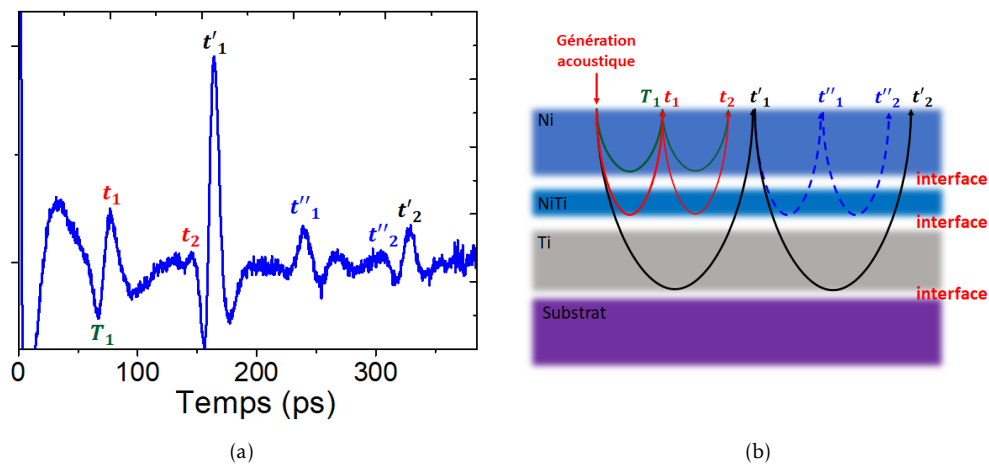 t'₁
t₁
t₂
t''₁
t'₂
t''₂
T₁
0 100 200 300
Temps (ps)
(a)
Génération
acoustique
T₁ t₁ t₂ t'₁ t''₁ t''₂ t'₂
Ni
interface
NiTi
interface
Ti
interface
Substrat
(b)